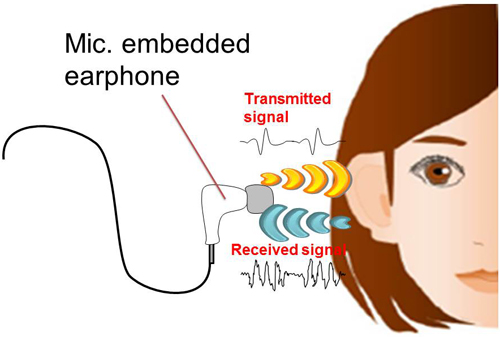 Mic. embedded
earphone
Transmitted
signal
Received signal